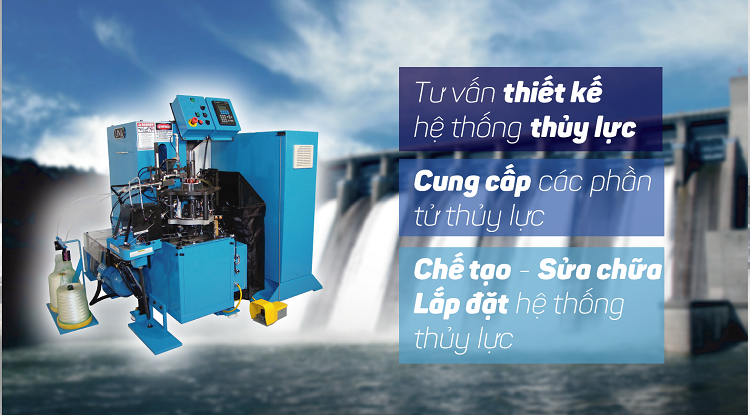 Tư vấn thiết kế
hệ thống thủy lực
Cung cấp các phần
tử thủy lực
Chế tạo - Sửa chữa
Lắp đặt hệ thống
thủy lực